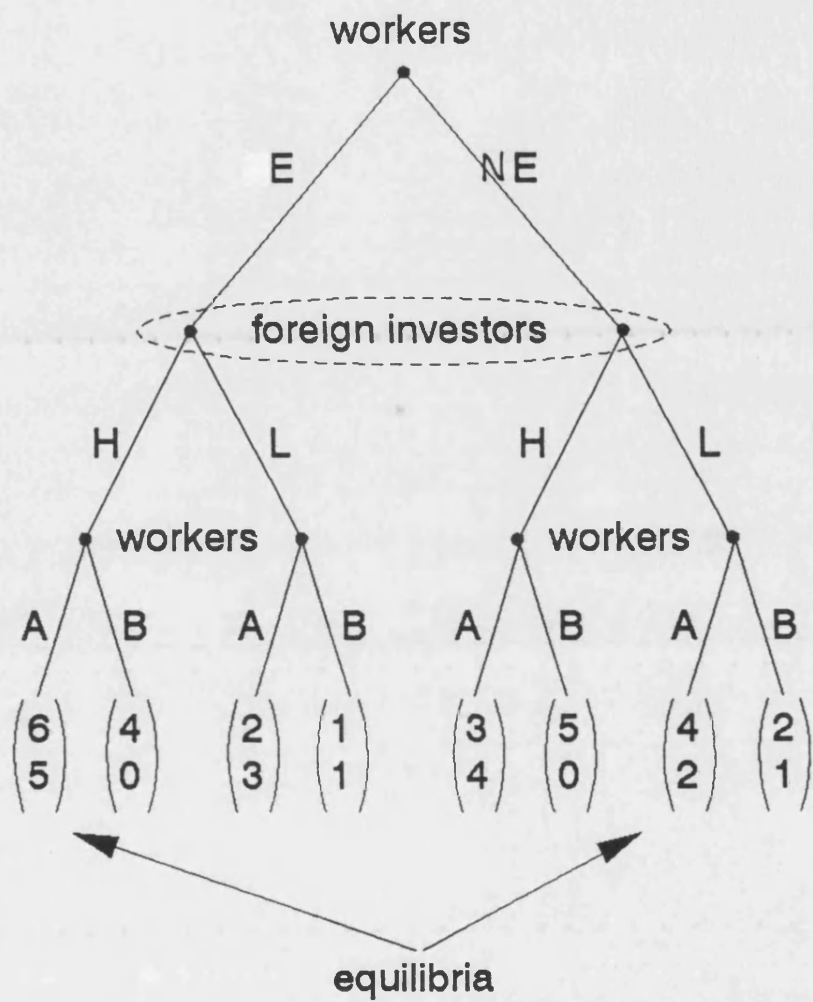 workers
E NE
foreign investors
H L H L
workers workers
A B A B A B A B
6 4 2 1 3 5 4 2
5 0 3 1 4 0 2 1
equilibria